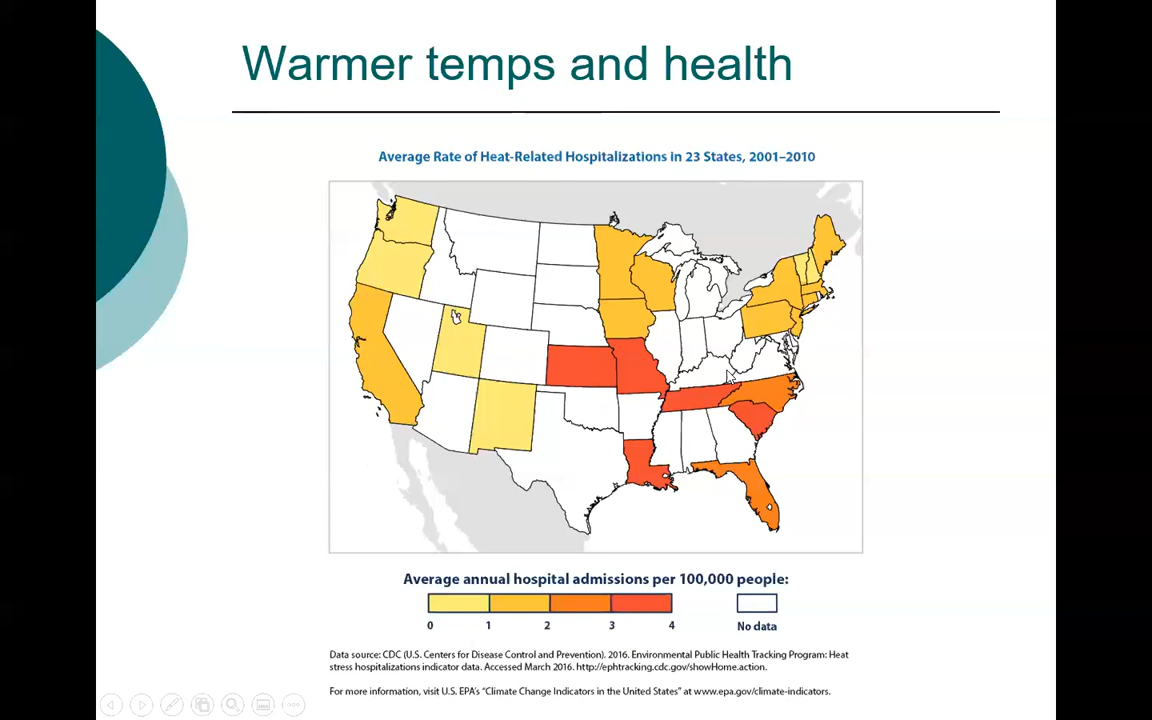 Warmer temps and health
Average Rate of Heat-Related Hospitalizations in 23 States, 2001–2010
Average annual hospital admissions per 100,000 people:
0 1 2 3 4 No data
Data source: CDC (U.S. Centers for Disease Control and Prevention). 2016. Environmental Public Health Tracking Program: Heat
stress hospitalizations indicator data. Accessed March 2016. http://ephtracking.cdc.gov/showHome.action.
For more information, visit U.S. EPA's “Climate Change Indicators in the United States” at www.epa.gov/climate-indicators.